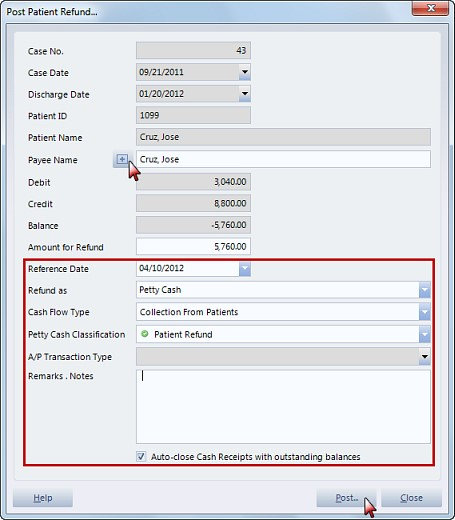 Post Patient Refund...
Case No. 43
Case Date 09/21/2011
Discharge Date 01/20/2012
Patient ID 1099
Patient Name Cruz, Jose
Payee Name Cruz, Jose
Debit 3,040.00
Credit 8,800.00
Balance -5,760.00
Amount for Refund 5,760.00
Reference Date 04/10/2012
Refund as Petty Cash
Cash Flow Type Collection From Patients
Petty Cash Classification Patient Refund
A/P Transaction Type
Remarks . Notes
Auto-close Cash Receipts with outstanding balances
Help Post.. Close